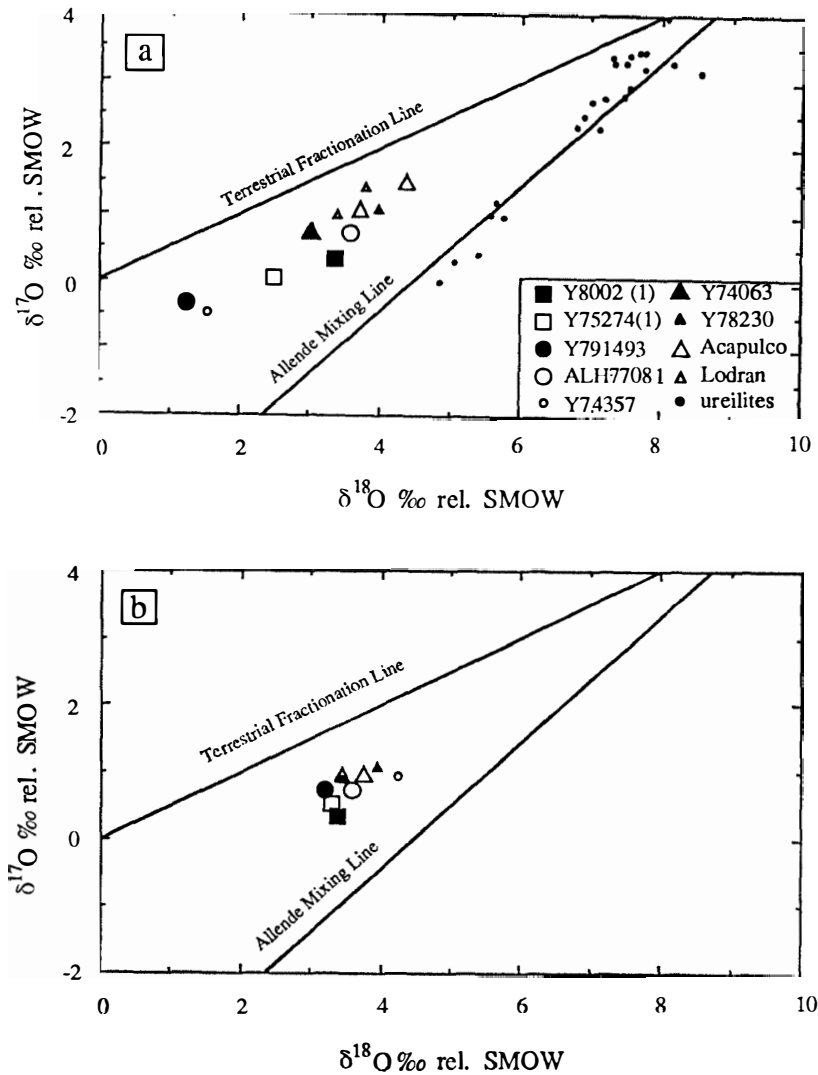 4
a
Terrestrial Fractionation Line
2
δ17O ‰ rel. SMOW
0
Allende Mixing Line
■ Y8002 (1) ▲ Y74063
□ Y75274(1) ▲ Y78230
● Y791493 △ Acapulco
○ ALH77081 △ Lodran
○ Y74357 • ureilites
-2
0 2 4 6 8 10
δ18O ‰ rel. SMOW
4
b
Terrestrial Fractionation Line
2
δ17O ‰ rel. SMOW
0
Allende Mixing Line
-2
0 2 4 6 8 10
δ18O ‰ rel. SMOW